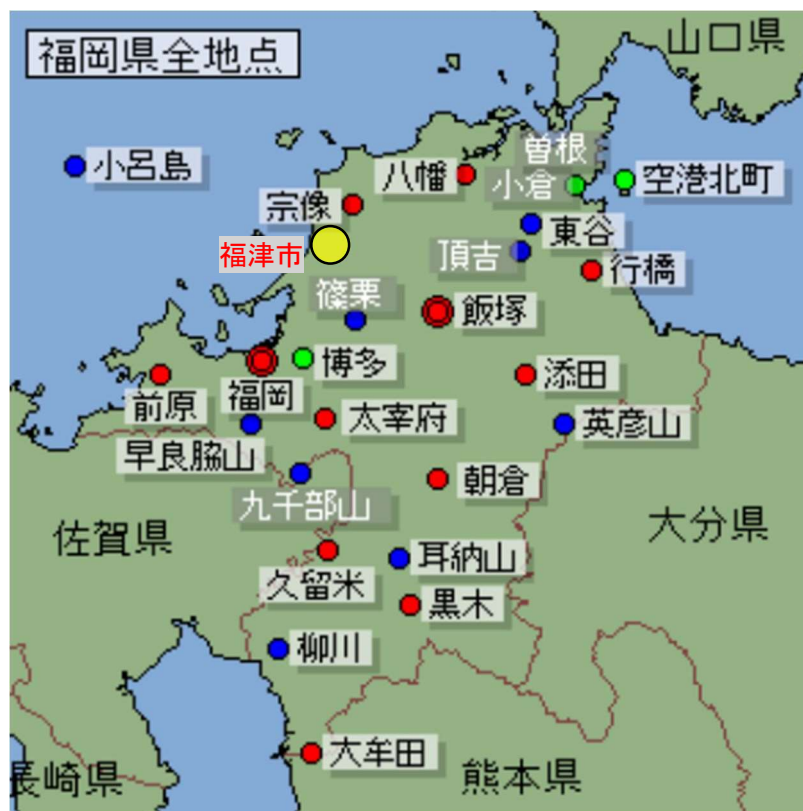 福岡県全地点
山口県
小呂島
曽根
八幡
小倉
空港北町
宗像
東谷
福津市
頂吉
行橋
篠栗
飯塚
博多
添田
前原
福岡
太宰府
英彦山
早良脇山
朝倉
九千部山
佐賀県
大分県
耳納山
久留米
黒木
柳川
大牟田
長崎県
熊本県